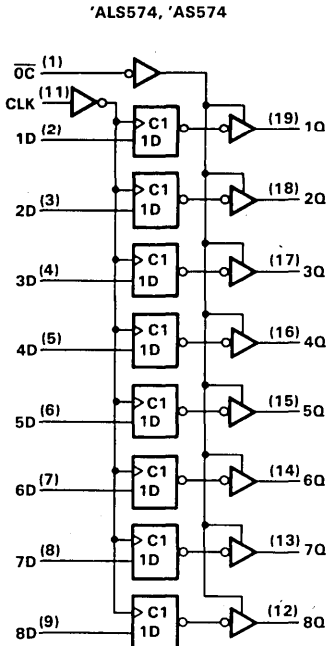 'ALS574, 'AS574
OC (1)
CLK (11)
1D (2) C1 1D (19) 1Q
2D (3) C1 1D (18) 2Q
3D (4) C1 1D (17) 3Q
4D (5) C1 1D (16) 4Q
5D (6) C1 1D (15) 5Q
6D (7) C1 1D (14) 6Q
7D (8) C1 1D (13) 7Q
8D (9) C1 1D (12) 8Q